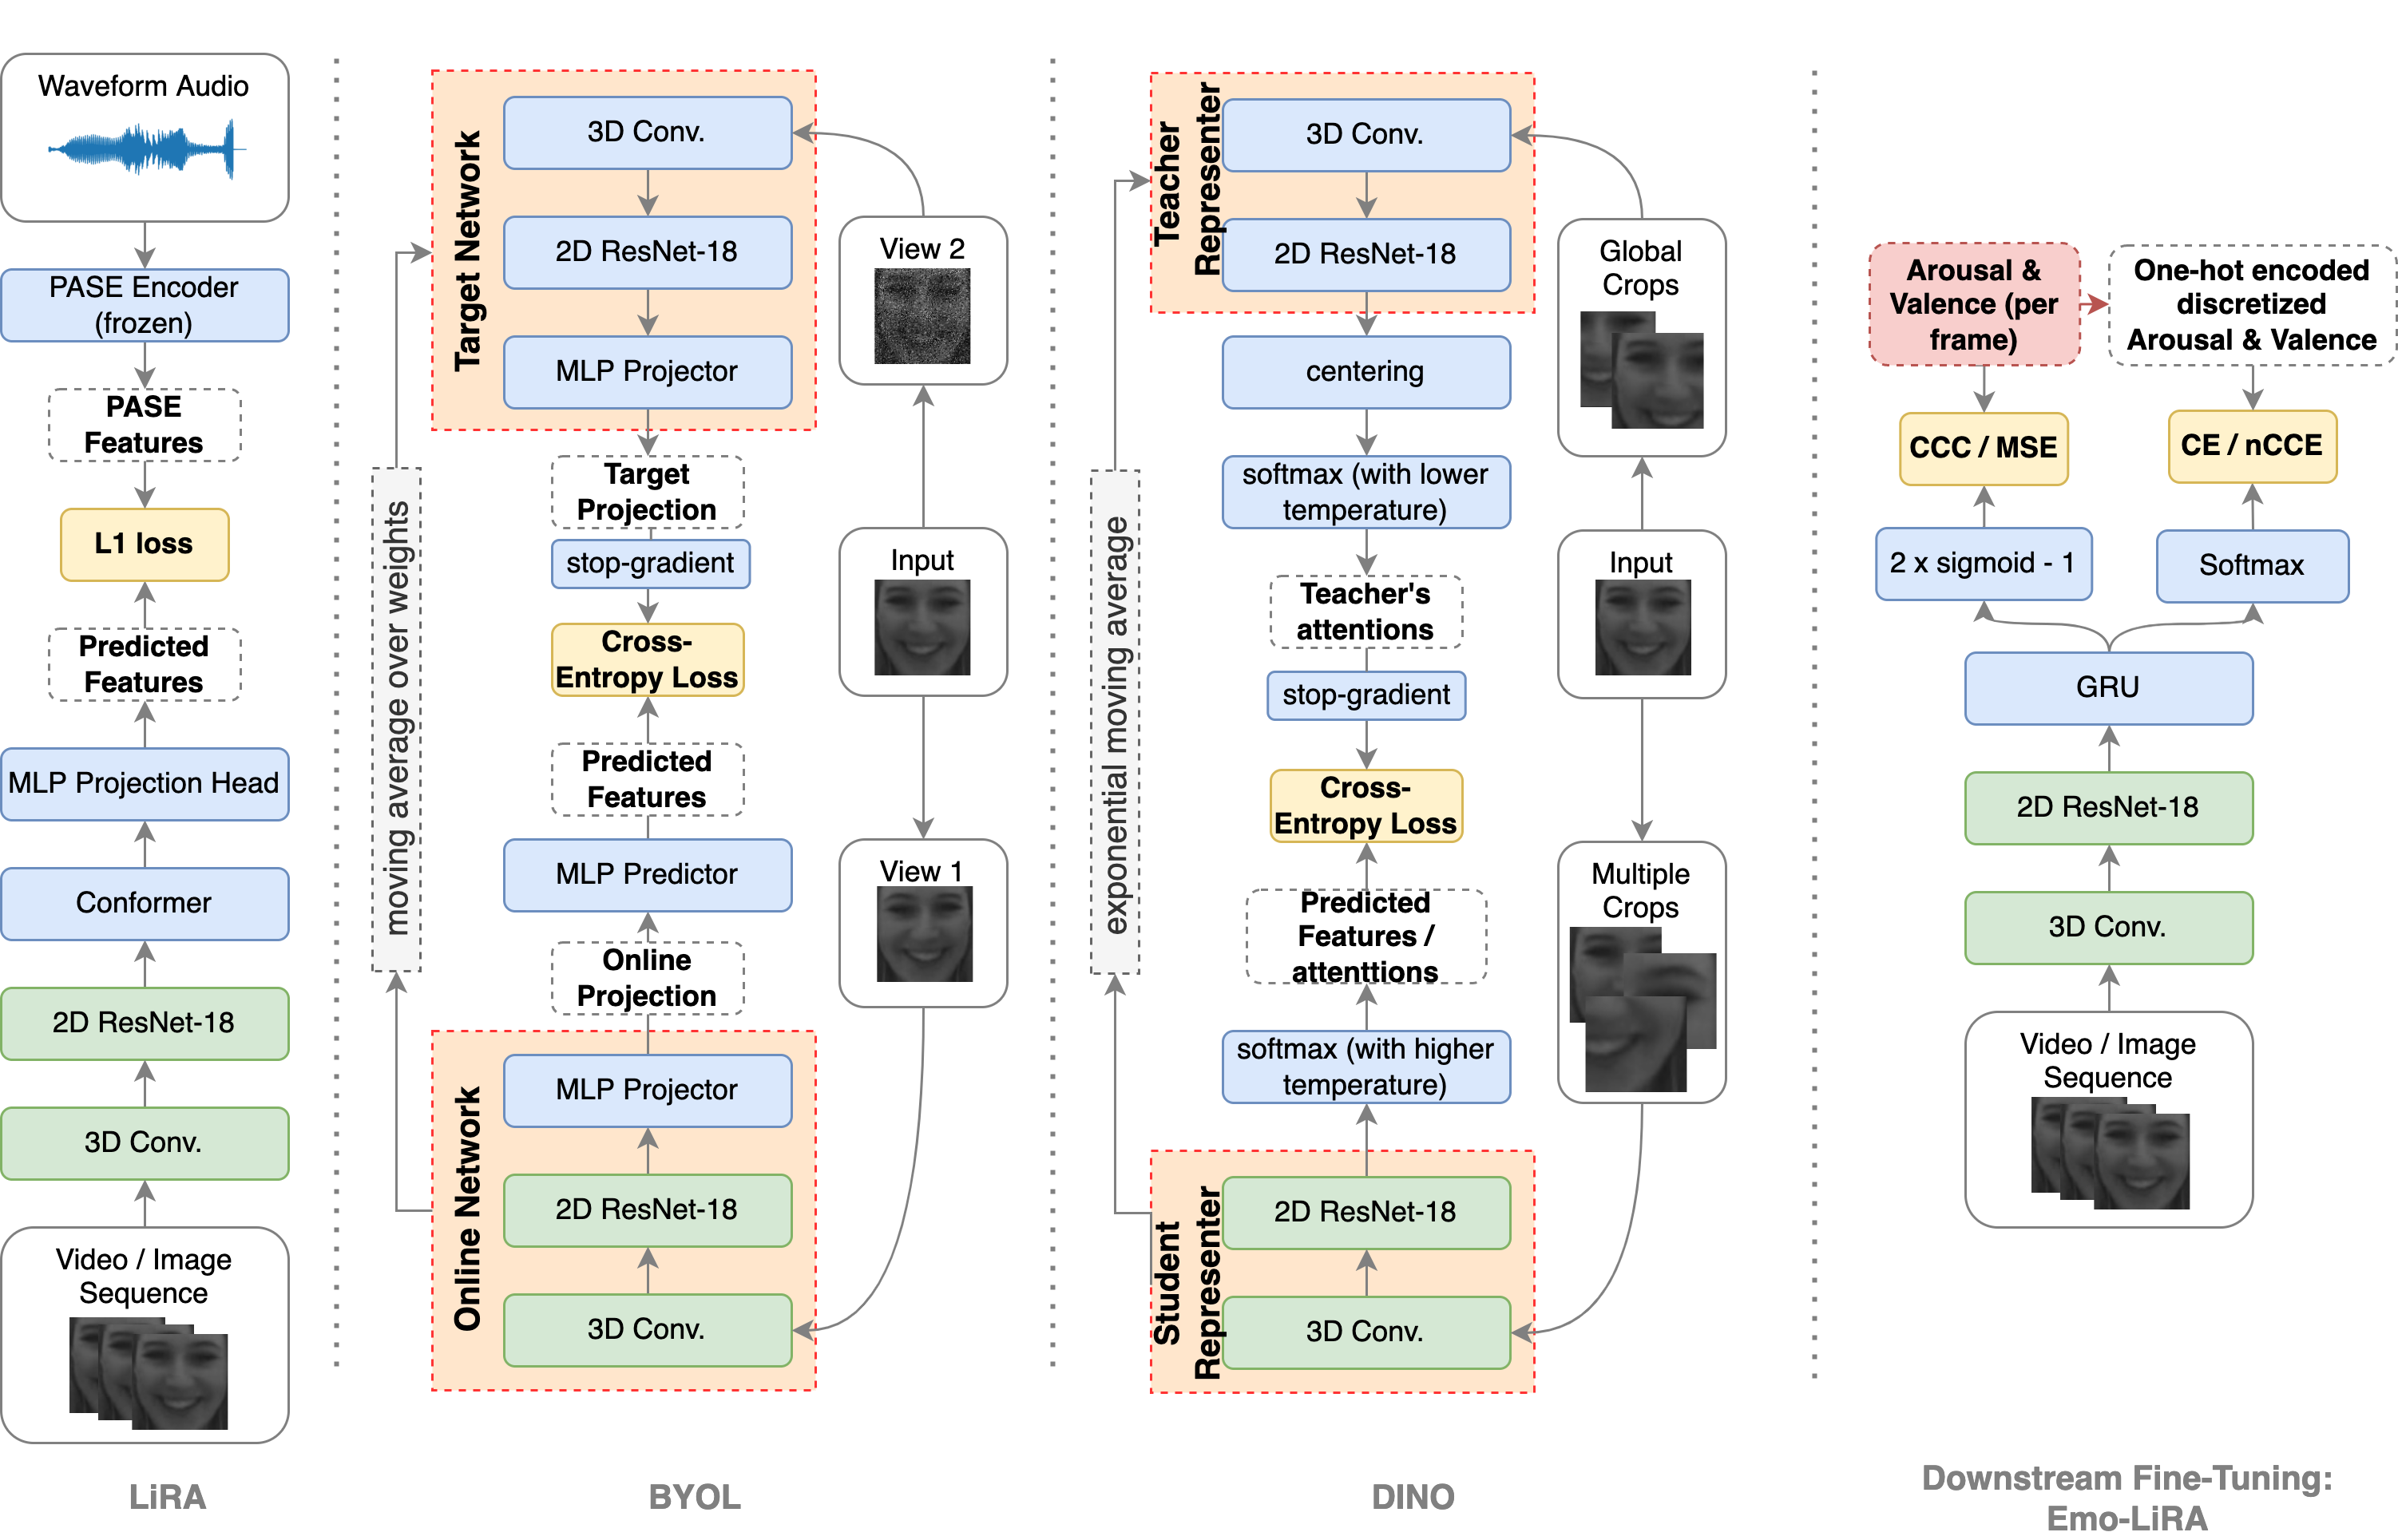 Waveform Audio
PASE Encoder
(frozen)
PASE
Features
L1 loss
Predicted
Features
MLP Projection Head
Conformer
2D ResNet-18
3D Conv.
Video / Image
Sequence
LiRA
moving average over weights
Target Network
3D Conv.
2D ResNet-18
MLP Projector
Target
Projection
stop-gradient
Cross-
Entropy Loss
Predicted
Features
MLP Predictor
Online
Projection
Online Network
MLP Projector
2D ResNet-18
3D Conv.
View 2
Input
View 1
BYOL
exponential moving average
Teacher
Representer
3D Conv.
2D ResNet-18
centering
softmax (with lower
temperature)
Teacher's
attentions
stop-gradient
Cross-
Entropy Loss
Predicted
Features /
attenttions
softmax (with higher
temperature)
Student
Representer
2D ResNet-18
3D Conv.
Global
Crops
Input
Multiple
Crops
DINO
Arousal &
Valence (per
frame)
One-hot encoded
discretized
Arousal & Valence
CCC / MSE
CE / nCCE
2 x sigmoid - 1
Softmax
GRU
2D ResNet-18
3D Conv.
Video / Image
Sequence
Downstream Fine-Tuning:
Emo-LiRA